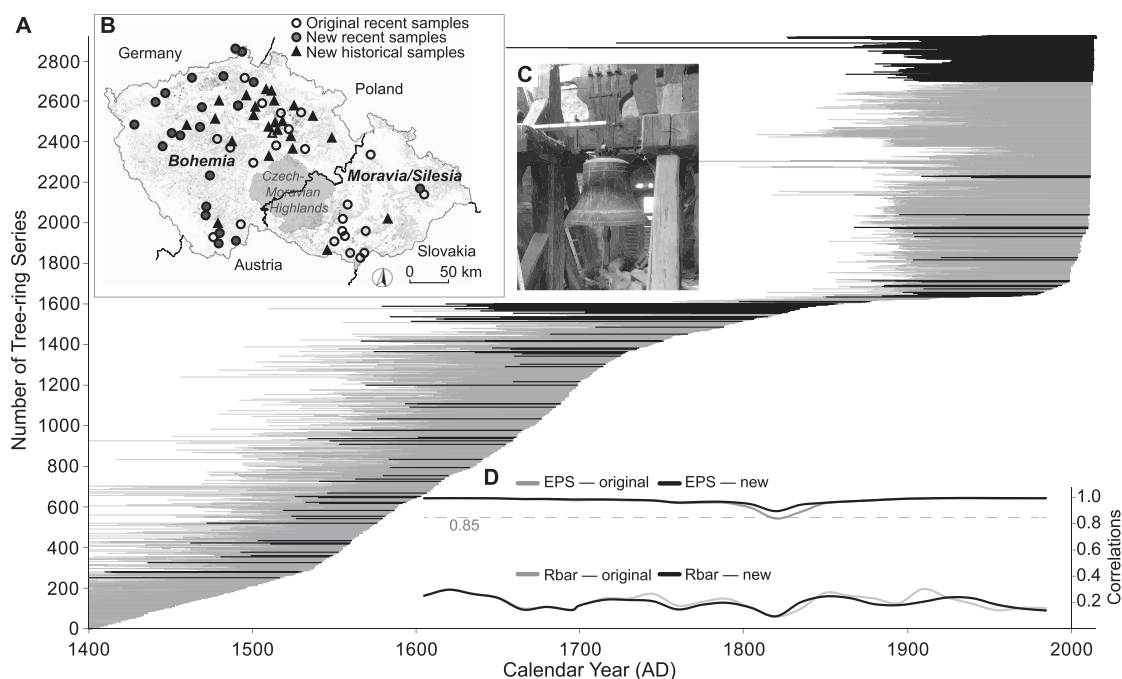 A
B
Original recent samples
New recent samples
New historical samples
Germany
Poland
Bohemia
Moravia/Silesia
Czech-
Moravian
Highlands
Austria
Slovakia
0 50 km
C
Number of Tree-ring Series
2800
2600
2400
2200
2000
1800
1600
1400
1200
1000
800
600
400
200
0
D
EPS — original EPS — new
0.85
Rbar — original Rbar — new
1.0
0.8
0.6
0.4
0.2
Correlations
1400 1500 1600 1700 1800 1900 2000
Calendar Year (AD)